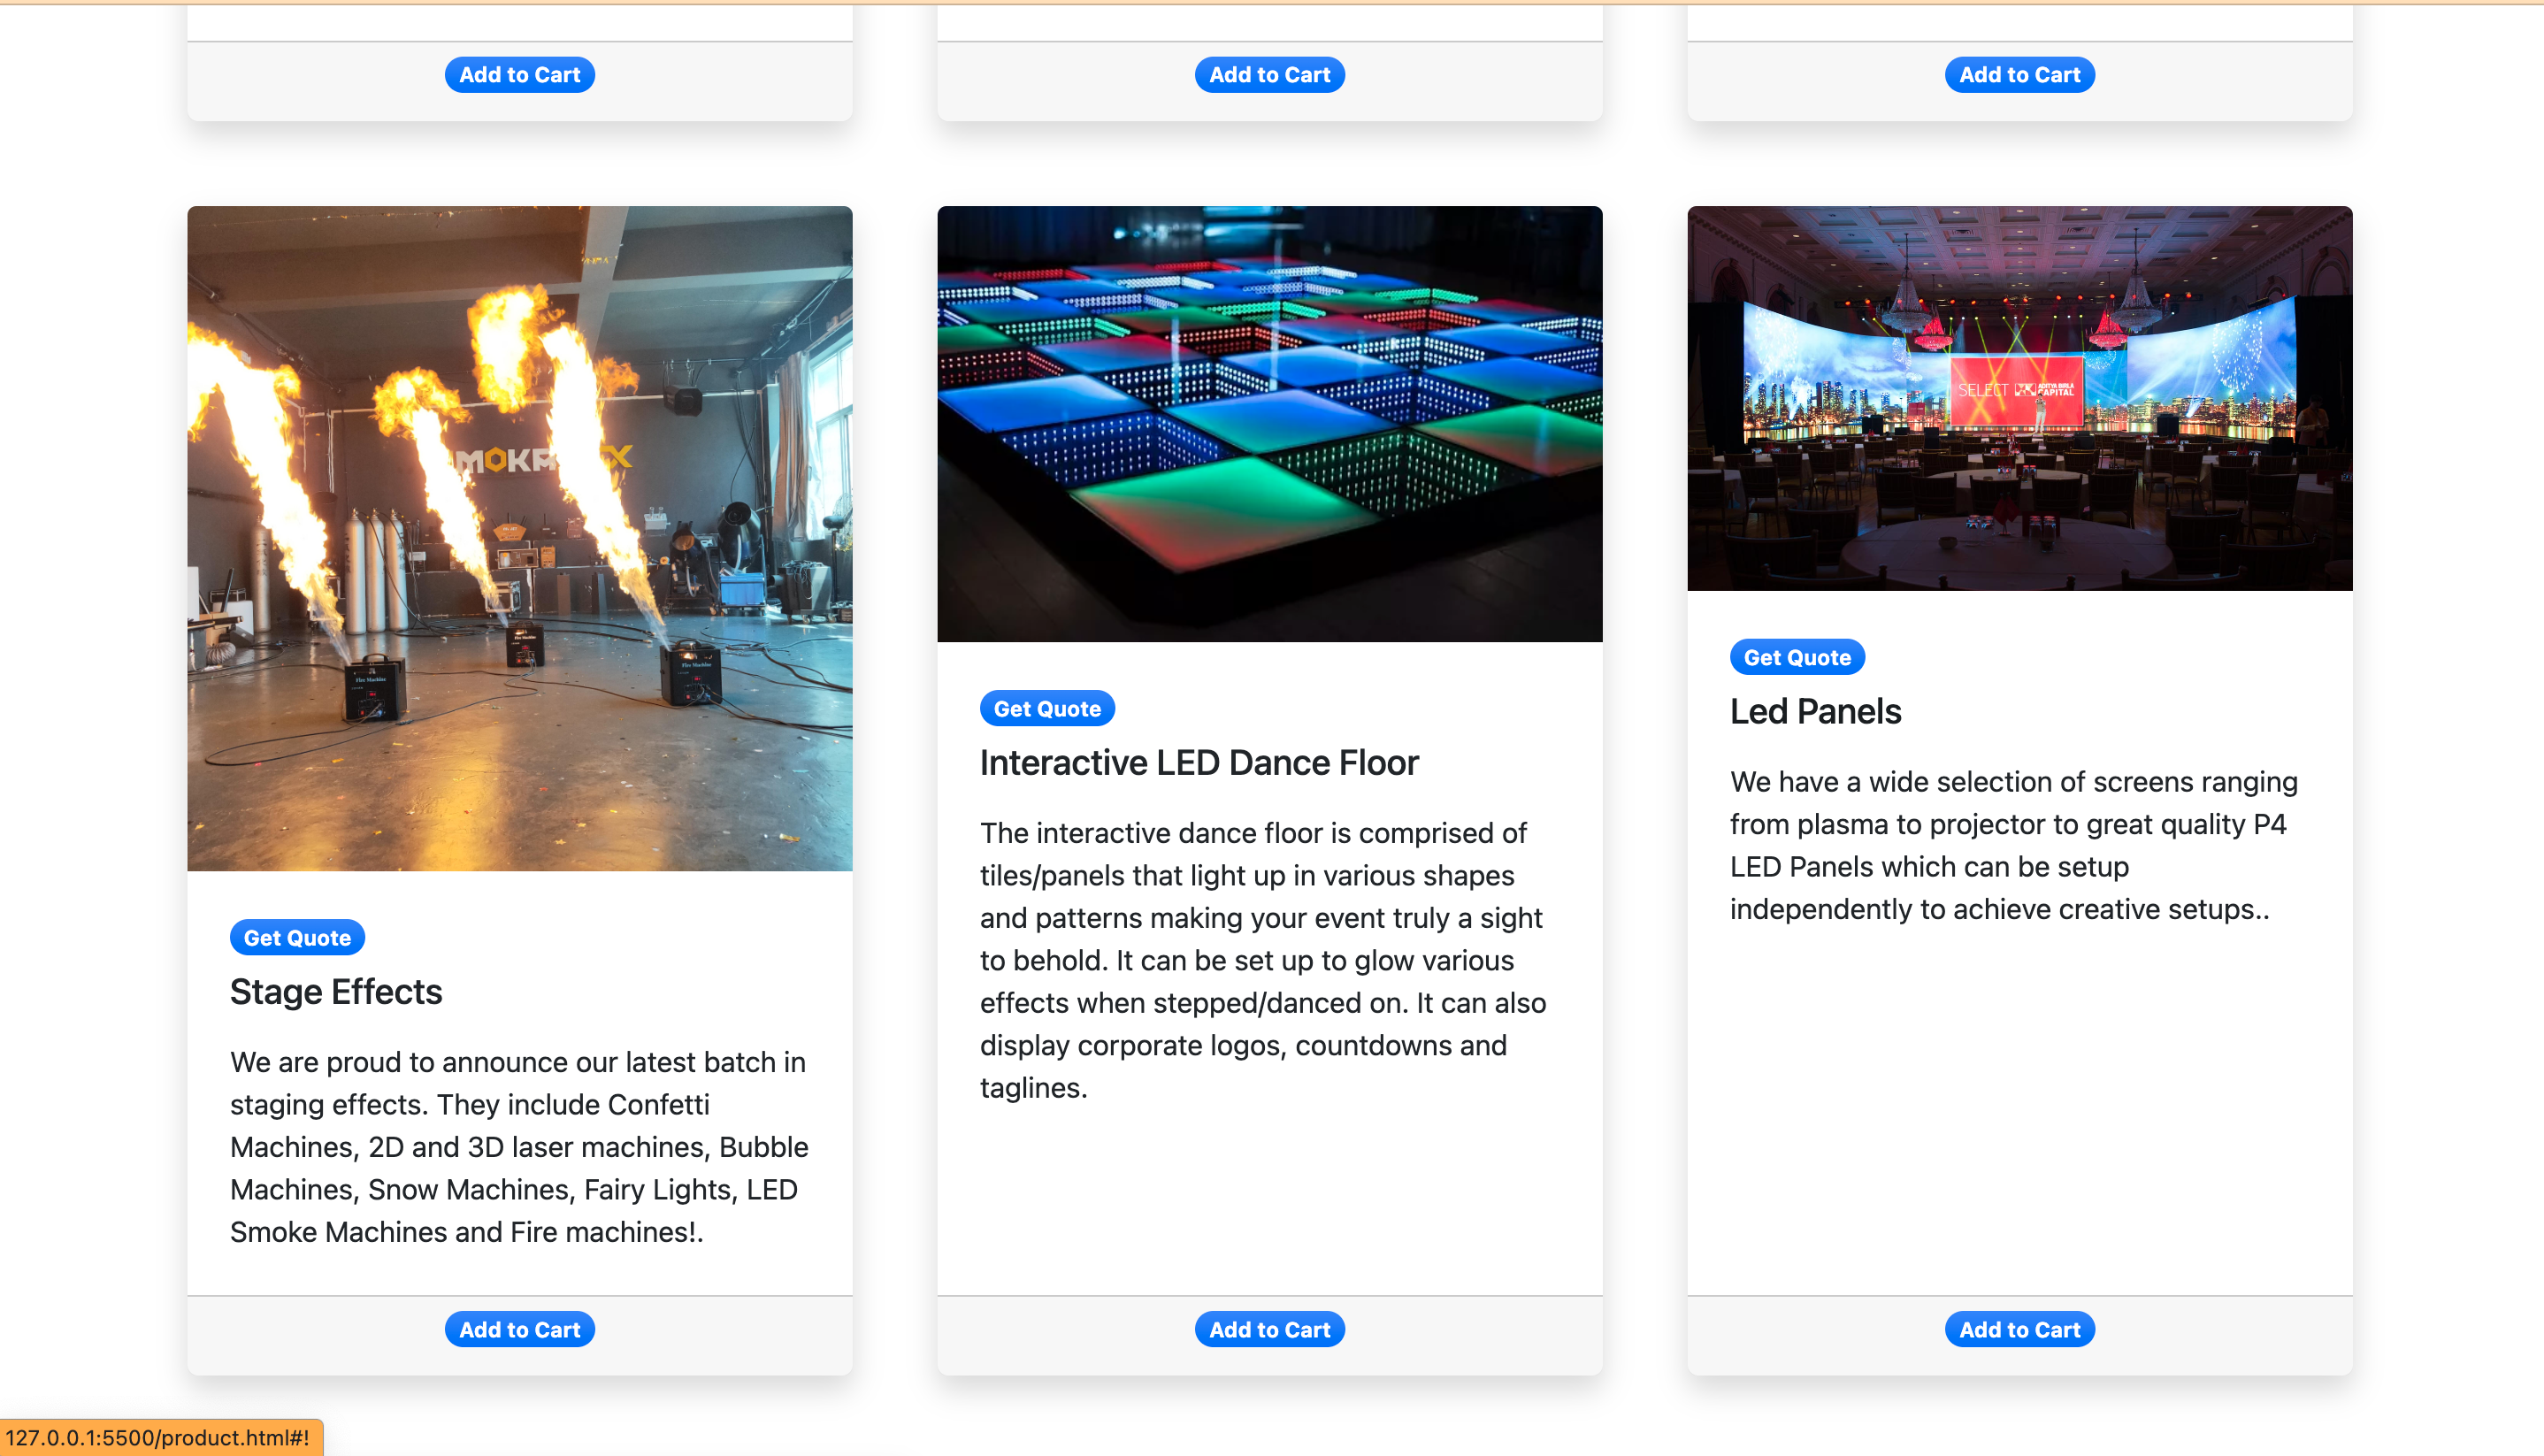 Add to Cart
Add to Cart
Add to Cart
SELECT
ADITYA BIRLA
CAPITAL
Fire Machine
Fire Machine
Fire Machine
Get Quote
Stage Effects
We are proud to announce our latest batch in
staging effects. They include Confetti
Machines, 2D and 3D laser machines, Bubble
Machines, Snow Machines, Fairy Lights, LED
Smoke Machines and Fire machines!.
Add to Cart
Get Quote
Interactive LED Dance Floor
The interactive dance floor is comprised of
tiles/panels that light up in various shapes
and patterns making your event truly a sight
to behold. It can be set up to glow various
effects when stepped/danced on. It can also
display corporate logos, countdowns and
taglines.
Add to Cart
Get Quote
Led Panels
We have a wide selection of screens ranging
from plasma to projector to great quality P4
LED Panels which can be setup
independently to achieve creative setups..
Add to Cart
127.0.0.1:5500/product.html#!